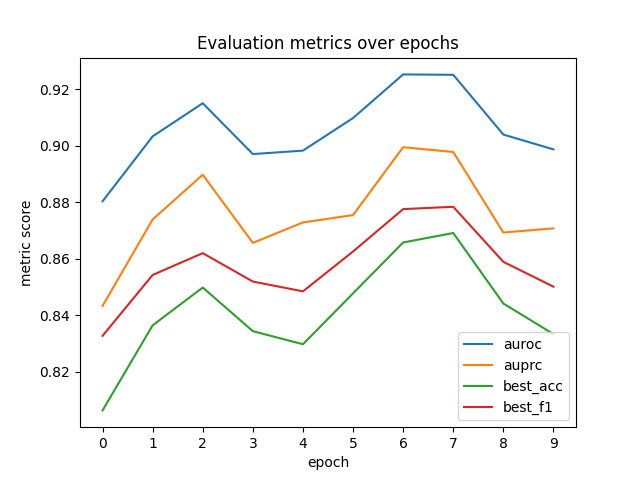 Evaluation metrics over epochs
metric score
0.92
0.90
0.88
0.86
0.84
0.82
auroc
auprc
best_acc
best_f1
0 1 2 3 4 5 6 7 8 9
epoch